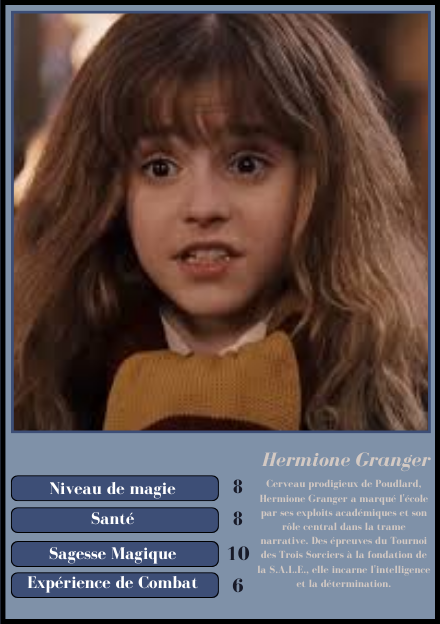 Hermione Granger
Niveau de magie 8
Santé 8
Sagesse Magique 10
Expérience de Combat 6
Cerveau prodigieux de Poudlard,
Hermione Granger a marqué l'école
par ses exploits académiques et son
rôle central dans la trame
narrative. Des épreuves du Tournoi
des Trois Sorciers à la fondation de
la S.A.L.E., elle incarne l'intelligence
et la détermination.